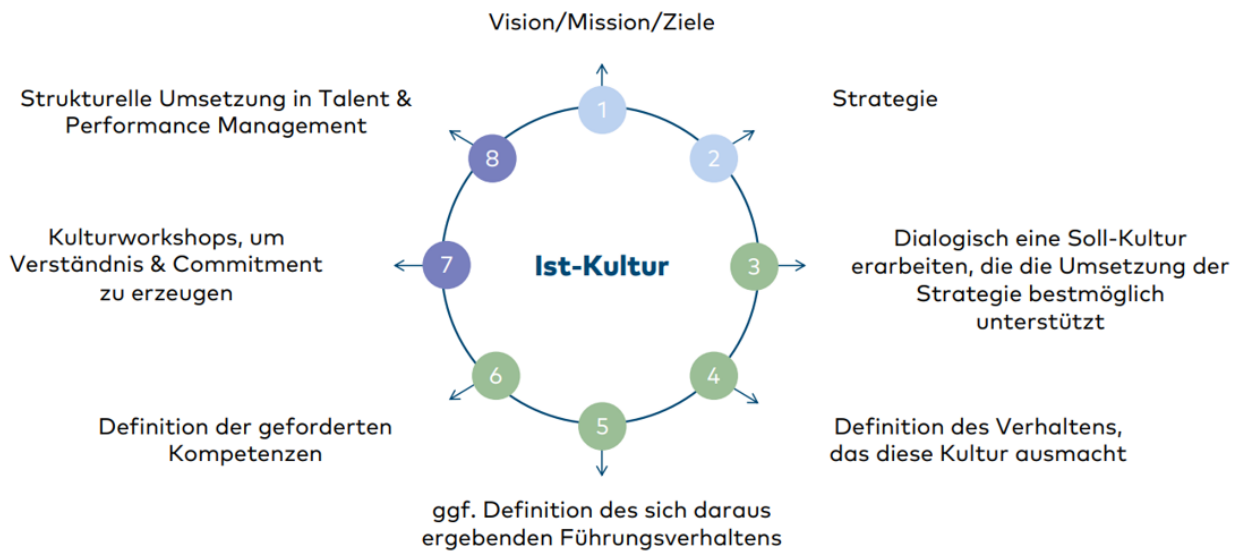 Vision/Mission/Ziele
1
Strategie
2
Dialogisch eine Soll-Kultur
erarbeiten, die die Umsetzung der
Strategie bestmöglich
unterstützt
3
Definition des Verhaltens,
das diese Kultur ausmacht
4
ggf. Definition des sich daraus
ergebenden Führungsverhaltens
5
Definition der geforderten
Kompetenzen
6
Kulturworkshops, um
Verständnis & Commitment
zu erzeugen
7
Strukturelle Umsetzung in Talent &
Performance Management
8
Ist-Kultur